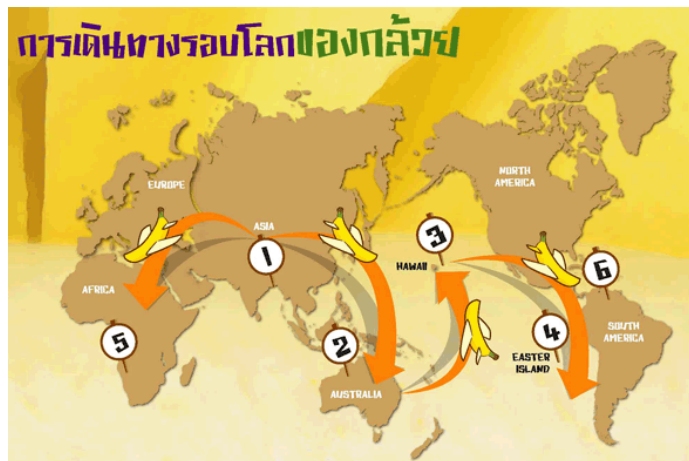 การเดินทางรอบโลกของกล้วย
EUROPE
ASIA
NORTH
AMERICA
1
3
HAWAII
6
AFRICA
5
2
4
SOUTH
AMERICA
EASTER
ISLAND
AUSTRALIA